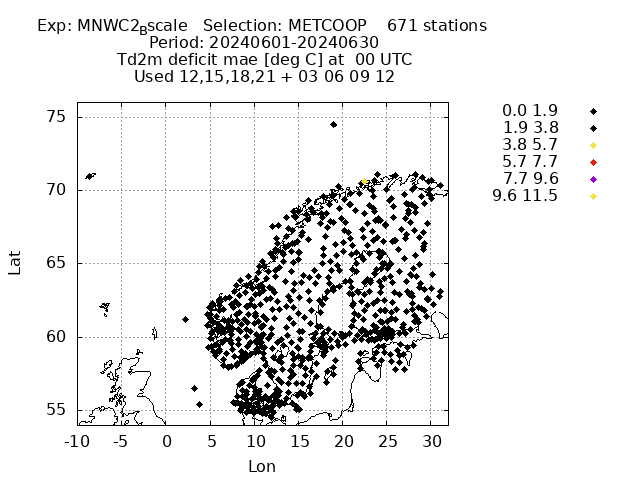 Exp: MNWC2_Bscale   Selection: METCOOP    671 stations
Period: 20240601-20240630
Td2m deficit mae [deg C] at  00 UTC
Used 12,15,18,21 + 03 06 09 12
0.0 1.9
1.9 3.8
3.8 5.7
5.7 7.7
7.7 9.6
9.6 11.5
75
70
65
60
55
Lat
-10 -5 0 5 10 15 20 25 30
Lon